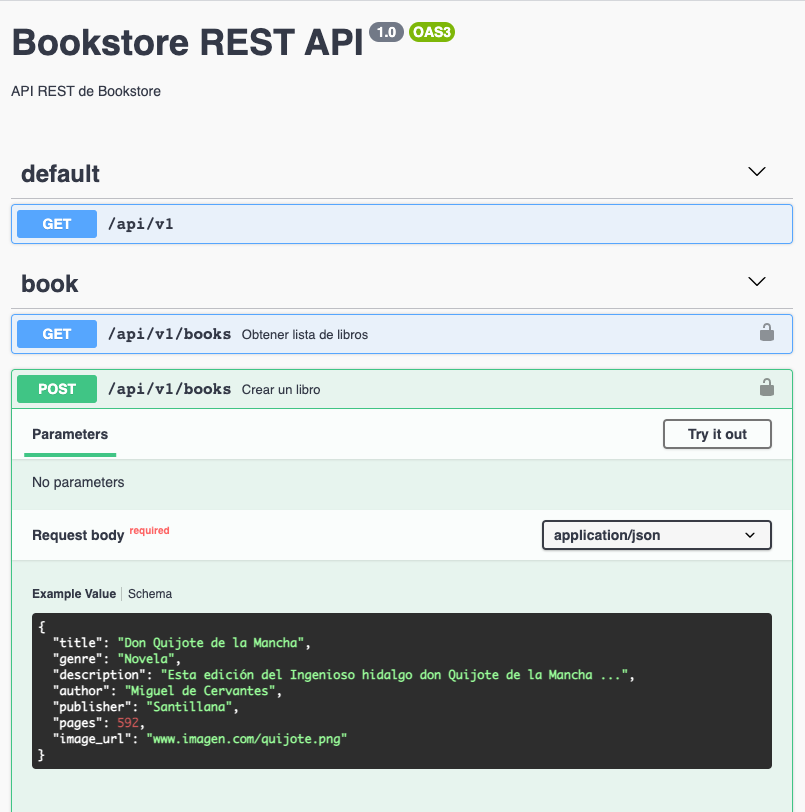 Bookstore REST API 1.0 OAS3
API REST de Bookstore
default
GET /api/v1
book
GET /api/v1/books Obtener lista de libros
POST /api/v1/books Crear un libro
Parameters Try it out
No parameters
Request body required application/json
Example Value Schema
{
  "title": "Don Quijote de la Mancha",
  "genre": "Novela",
  "description": "Esta edición del Ingenioso hidalgo don Quijote de la Mancha ...",
  "author": "Miguel de Cervantes",
  "publisher": "Santillana",
  "pages": 592,
  "image_url": "www.imagen.com/quijote.png"
}